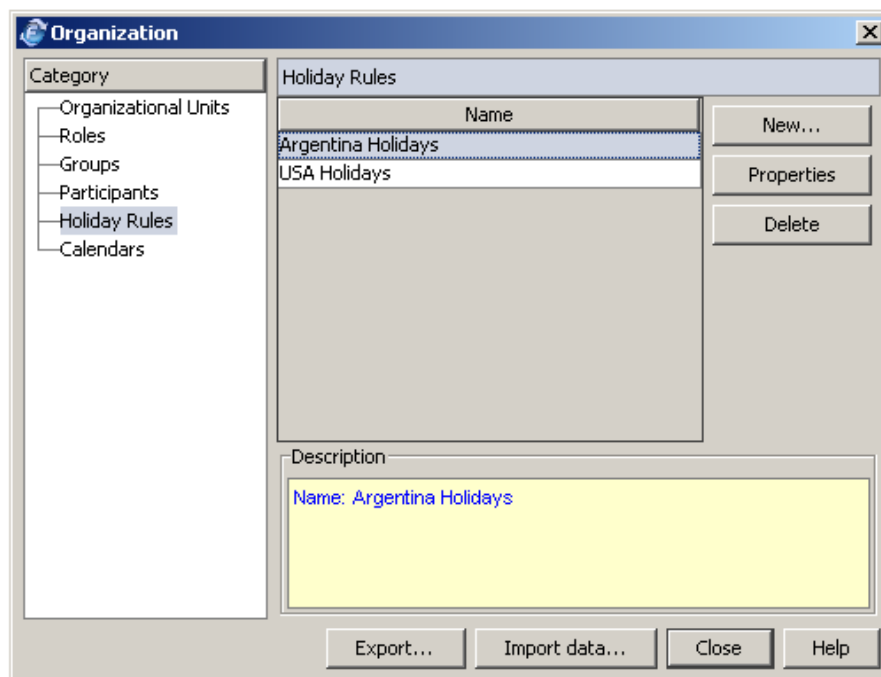 Organization
Category
Organizational Units
Roles
Groups
Participants
Holiday Rules
Calendars
Holiday Rules
Name
Argentina Holidays
USA Holidays
New...
Properties
Delete
Description
Name: Argentina Holidays
Export...
Import data...
Close
Help